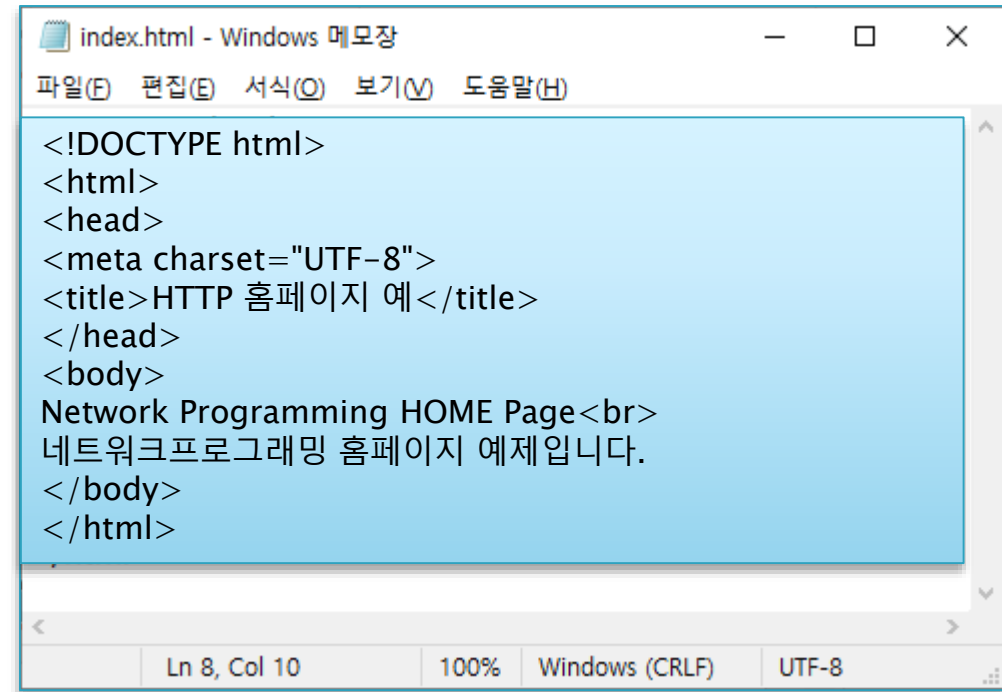 index.html - Windows 메모장
파일(F) 편집(E) 서식(O) 보기(V) 도움말(H)
<!DOCTYPE html>
<html>
<head>
<meta charset="UTF-8">
<title>HTTP 홈페이지 예</title>
</head>
<body>
Network Programming HOME Page<br>
네트워크프로그래밍 홈페이지 예제입니다.
</body>
</html>
Ln 8, Col 10 100% Windows (CRLF) UTF-8